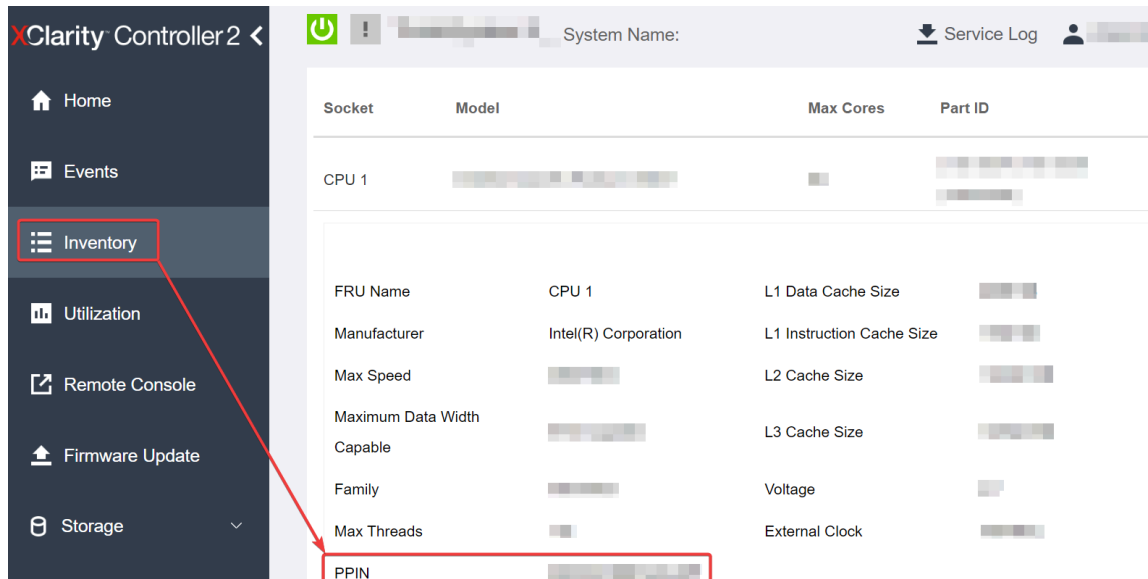 XClarity Controller 2
System Name:
Service Log
Home
Events
Inventory
Utilization
Remote Console
Firmware Update
Storage
Socket Model Max Cores Part ID
CPU 1
FRU Name CPU 1 L1 Data Cache Size
Manufacturer Intel(R) Corporation L1 Instruction Cache Size
Max Speed L2 Cache Size
Maximum Data Width
Capable L3 Cache Size
Family Voltage
Max Threads External Clock
PPIN